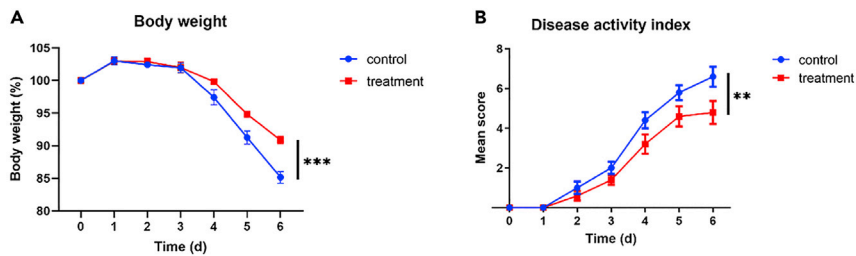 A
Body weight
105
100
95
90
85
80
Body weight (%)
0 1 2 3 4 5 6
Time (d)
control
treatment
***
B
Disease activity index
8
6
4
2
Mean score
0 1 2 3 4 5 6
Time (d)
control
treatment
**